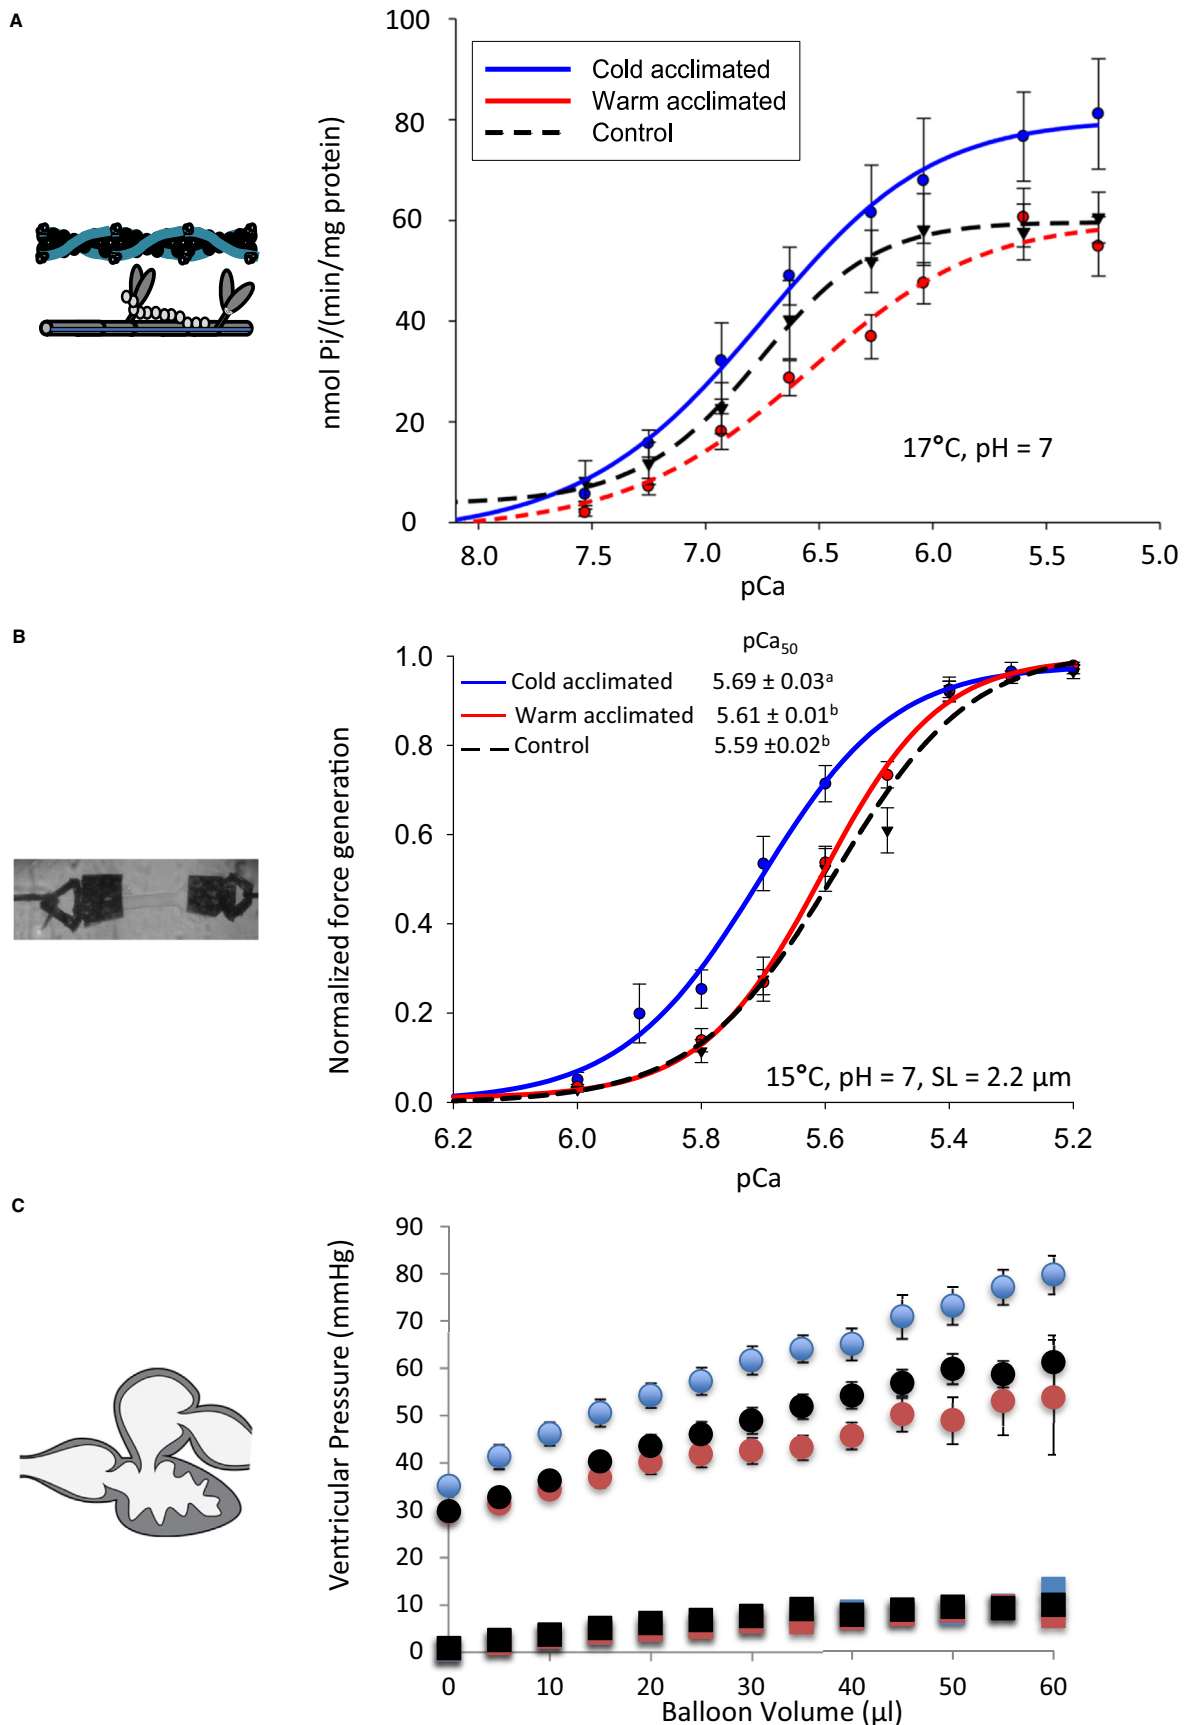 A
100
80
60
40
20
0
nmol Pi/(min/mg protein)
Cold acclimated
Warm acclimated
Control
17°C, pH = 7
8.0 7.5 7.0 6.5 6.0 5.5 5.0
pCa
B
pCa50
Cold acclimated 5.69 ± 0.03ᵃ
Warm acclimated 5.61 ± 0.01ᵇ
Control 5.59 ±0.02ᵇ
1.0
0.8
0.6
0.4
0.2
0.0
Normalized force generation
15°C, pH = 7, SL = 2.2 µm
6.2 6.0 5.8 5.6 5.4 5.2
pCa
C
90
80
70
60
50
40
30
20
10
0
Ventricular Pressure (mmHg)
0 10 20 30 40 50 60
Balloon Volume (µl)